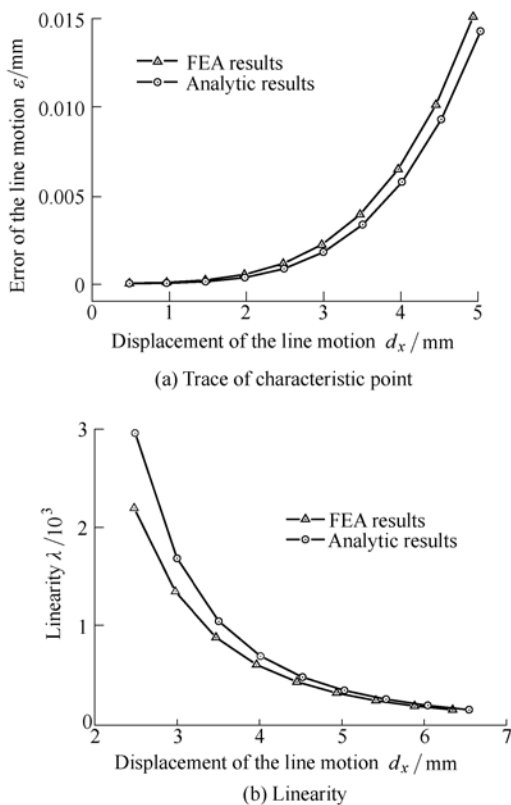 0.015
FEA results
Analytic results
0.010
Error of the line motion ε/mm
0.005
0
0 1 2 3 4 5
Displacement of the line motion dₓ/mm
(a) Trace of characteristic point
3
FEA results
2
Analytic results
Linearity λ/10³
1
0
2 3 4 5 6 7
Displacement of the line motion dₓ/mm
(b) Linearity